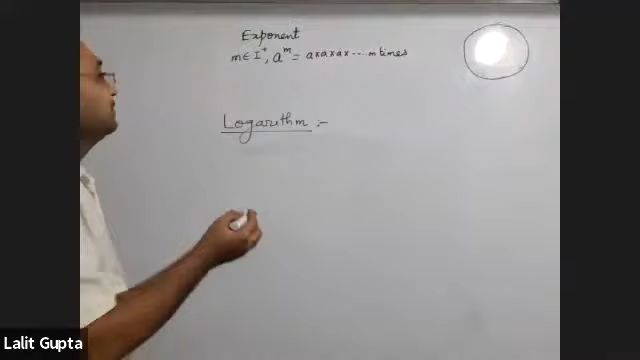 Exponent
m ∈ I⁺, aᵐ = a×a×a× ⋯ m times
Logarithm :-
Lalit Gupta